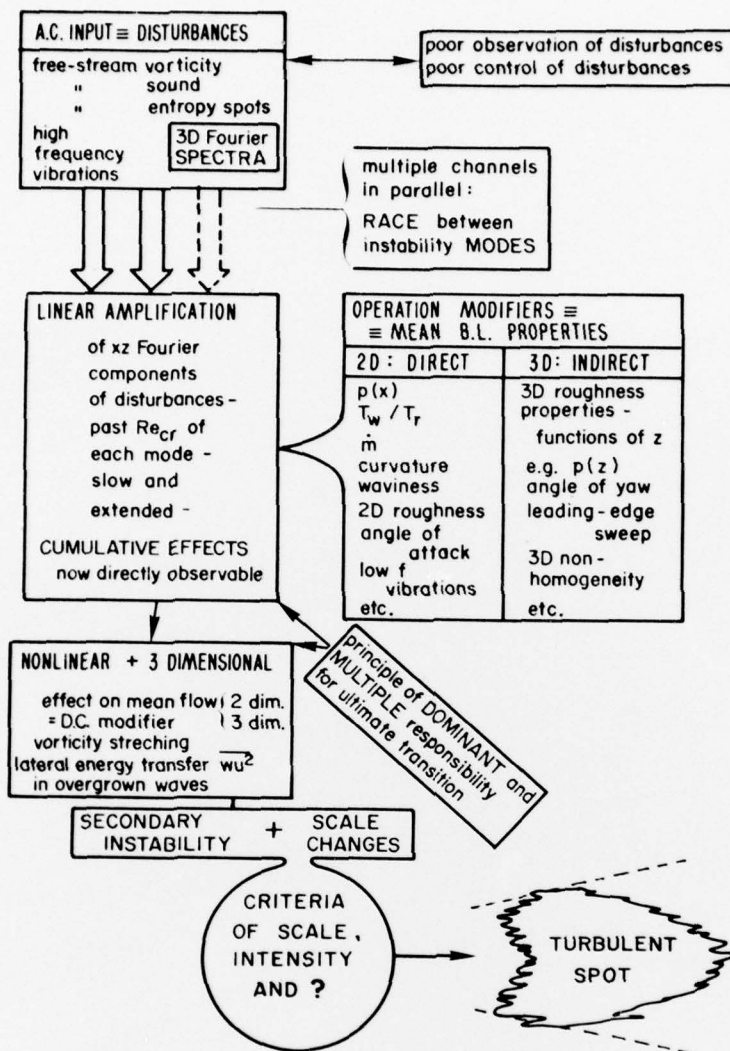 A.C. INPUT ≡ DISTURBANCES
free-stream vorticity
" sound
" entropy spots
high
frequency
vibrations
3D Fourier
SPECTRA
poor observation of disturbances
poor control of disturbances
multiple channels
in parallel:
RACE between
instability MODES
LINEAR AMPLIFICATION
of xz Fourier
components
of disturbances -
past Re_cr of
each mode -
slow and
extended -
CUMULATIVE EFFECTS
now directly observable
OPERATION MODIFIERS ≡
≡ MEAN B.L. PROPERTIES
2D: DIRECT
p(x)
T_w / T_r
ṁ
curvature
waviness
2D roughness
angle of
attack
low f
vibrations
etc.
3D: INDIRECT
3D roughness
properties -
functions of z
e.g. p(z)
angle of yaw
leading-edge
sweep
3D non-
homogeneity
etc.
principle of DOMINANT and
MULTIPLE responsibility
for ultimate transition
NONLINEAR + 3 DIMENSIONAL
effect on mean flow { 2 dim.
= D.C. modifier } 3 dim.
vorticity streching
lateral energy transfer wu²
in overgrown waves
SECONDARY + SCALE
INSTABILITY CHANGES
CRITERIA
OF SCALE,
INTENSITY
AND ?
TURBULENT
SPOT